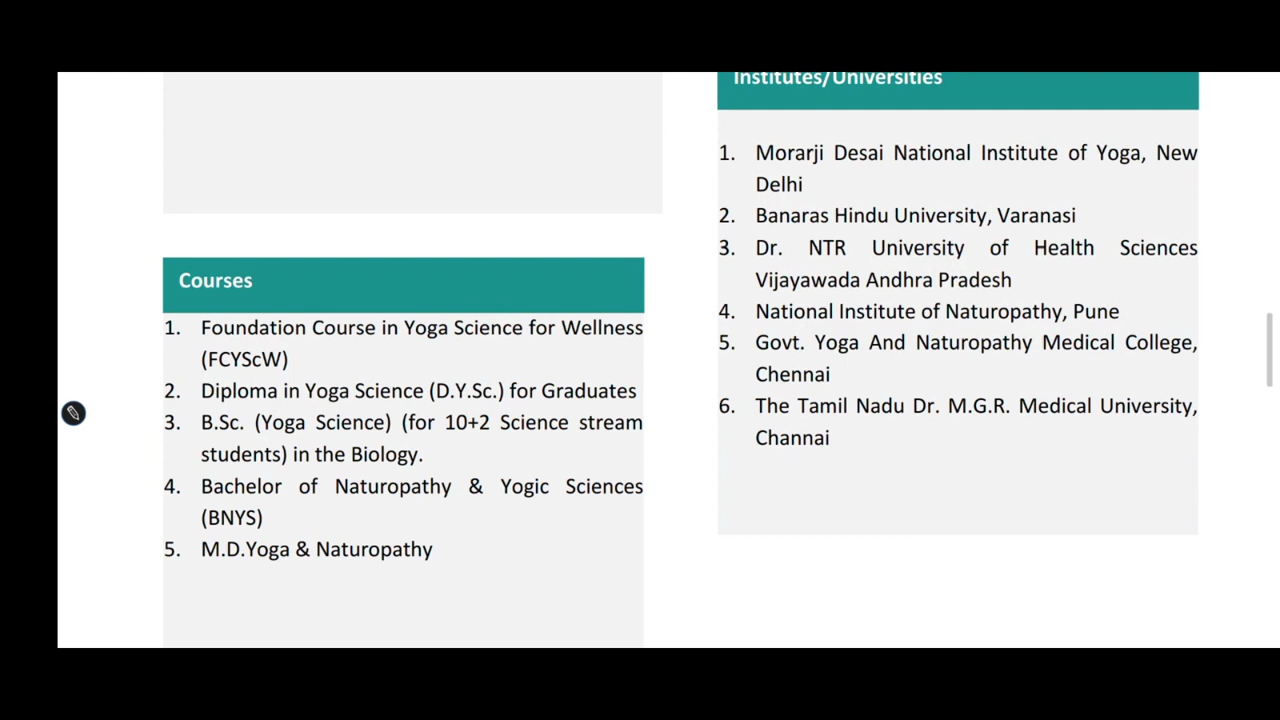 Institutes/Universities
1. Morarji Desai National Institute of Yoga, New
Delhi
2. Banaras Hindu University, Varanasi
3. Dr. NTR University of Health Sciences
Vijayawada Andhra Pradesh
4. National Institute of Naturopathy, Pune
5. Govt. Yoga And Naturopathy Medical College,
Chennai
6. The Tamil Nadu Dr. M.G.R. Medical University,
Channai
Courses
1. Foundation Course in Yoga Science for Wellness
(FCYScW)
2. Diploma in Yoga Science (D.Y.Sc.) for Graduates
3. B.Sc. (Yoga Science) (for 10+2 Science stream
students) in the Biology.
4. Bachelor of Naturopathy & Yogic Sciences
(BNYS)
5. M.D.Yoga & Naturopathy